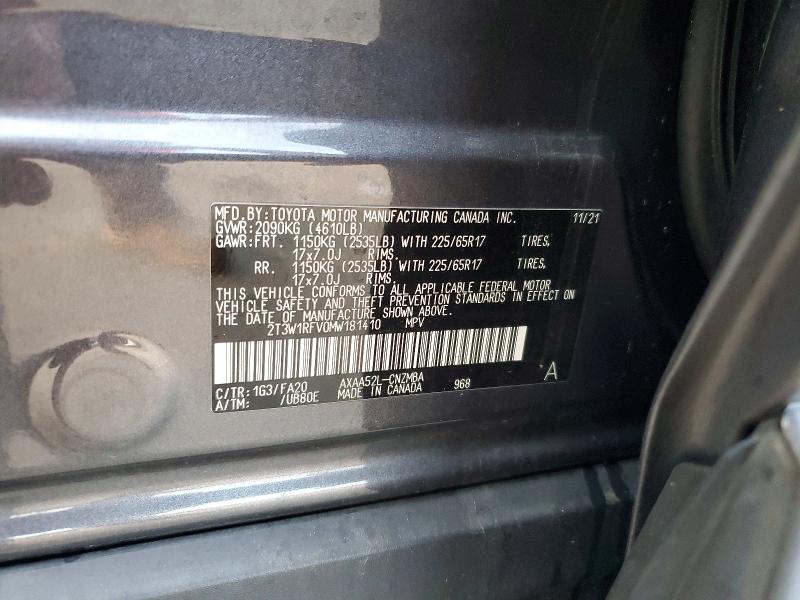 MFD. BY: TOYOTA MOTOR MANUFACTURING CANADA INC. 11/21
GVWR: 2090KG (4610LB)
GAWR: FRT. 1150KG (2535LB) WITH 225/65R17 TIRES,
17x7.0J RIMS.
RR. 1150KG (2535LB) WITH 225/65R17 TIRES,
17x7.0J RIMS.
THIS VEHICLE CONFORMS TO ALL APPLICABLE FEDERAL MOTOR
VEHICLE SAFETY AND THEFT PREVENTION STANDARDS IN EFFECT ON
THE DATE OF MANUFACTURE SHOWN ABOVE.
2T3W1RFV0MW181410 MPV
C/TR: 1G3/FA20 AXAA52L-CNZMBA 968 A
A/TM: /UB80E MADE IN CANADA